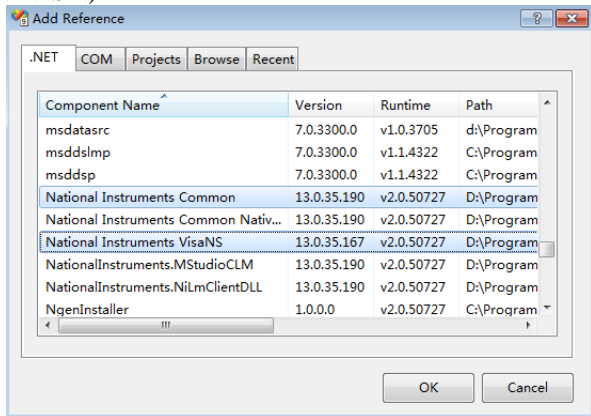 Add Reference
.NET COM Projects Browse Recent
Component Name Version Runtime Path
msdatasrc 7.0.3300.0 v1.0.3705 d:\Program
msddslmp 7.0.3300.0 v1.1.4322 C:\Program
msddsp 7.0.3300.0 v1.1.4322 C:\Program
National Instruments Common 13.0.35.190 v2.0.50727 D:\Program
National Instruments Common Nativ... 13.0.35.190 v2.0.50727 D:\Program
National Instruments VisaNS 13.0.35.167 v2.0.50727 D:\Program
NationalInstruments.MStudioCLM 13.0.35.190 v2.0.50727 D:\Program
NationalInstruments.NiLmClientDLL 13.0.35.190 v2.0.50727 D:\Program
NgenInstaller 1.0.0.0 v2.0.50727 C:\Program
OK Cancel